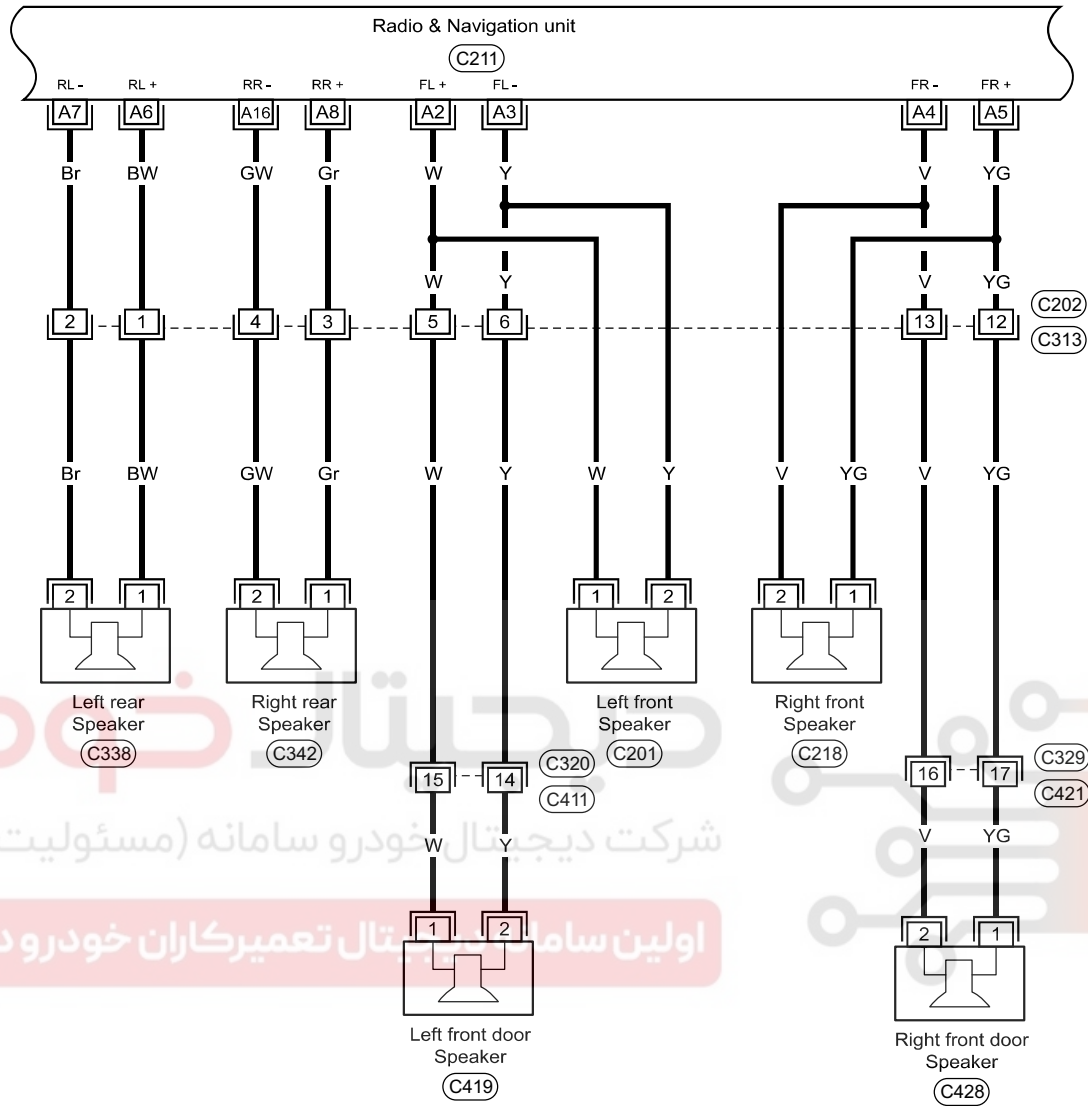 Radio & Navigation unit
C211
RL - RL + RR - RR + FL + FL - FR - FR +
A7 A6 A16 A8 A2 A3 A4 A5
Br BW GW Gr W Y V YG
W Y V YG
C202
2 1 4 3 5 6 13 12
C313
Br BW GW Gr W Y W Y V YG V YG
2 1 2 1 1 2 2 1
Left rear Speaker
C338
Right rear Speaker
C342
Left front Speaker
C201
Right front Speaker
C218
15 14
C320
C411
16 17
C329
C421
W Y V YG
دیجیتال خودرو
شرکت دیجیتال خودرو سامانه (مسئولیت
اولین سامانه دیجیتال تعمیرکاران خودرو د
1 2
2 1
Left front door
Speaker
C419
Right front door
Speaker
C428